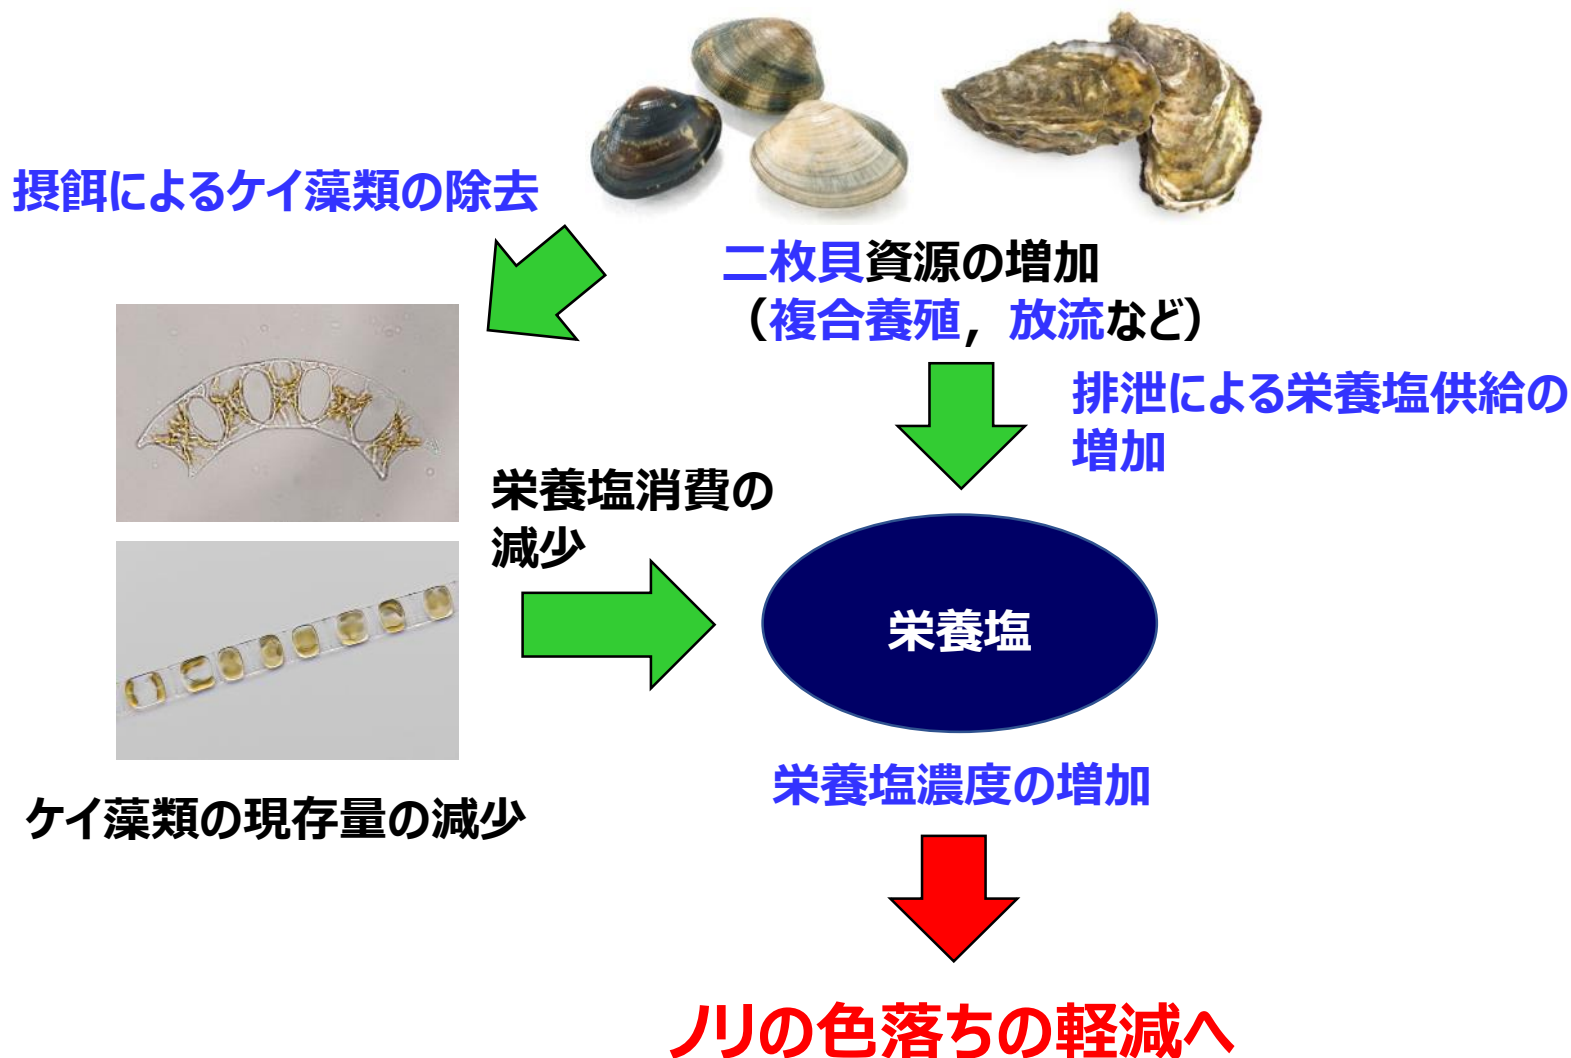 摂餌によるケイ藻類の除去
二枚貝資源の増加
（複合養殖，放流など）
排泄による栄養塩供給の
増加
栄養塩消費の
減少
栄養塩
栄養塩濃度の増加
ケイ藻類の現存量の減少
ノリの色落ちの軽減へ